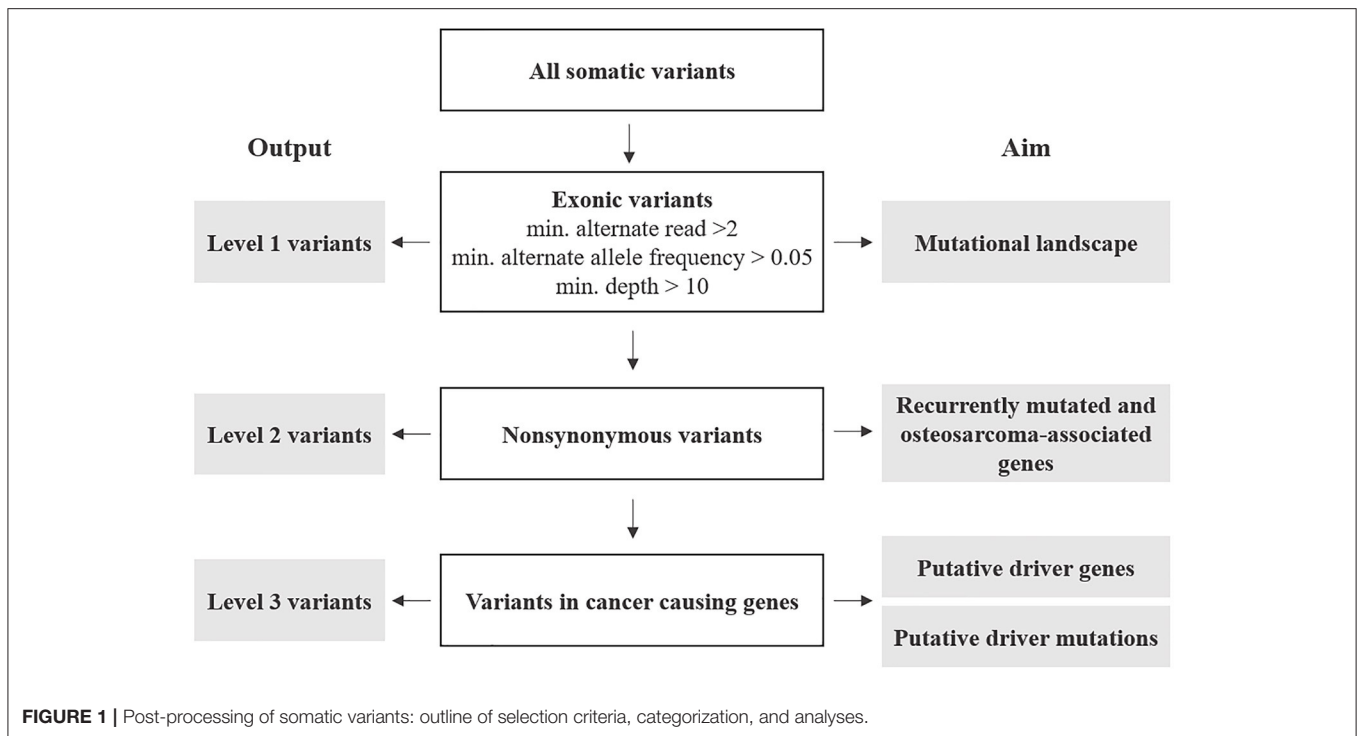 All somatic variants
Output
Aim
Exonic variants
min. alternate read >2
min. alternate allele frequency > 0.05
min. depth > 10
Level 1 variants
Mutational landscape
Level 2 variants
Nonsynonymous variants
Recurrently mutated and
osteosarcoma-associated
genes
Level 3 variants
Variants in cancer causing genes
Putative driver genes
Putative driver mutations
FIGURE 1 | Post-processing of somatic variants: outline of selection criteria, categorization, and analyses.